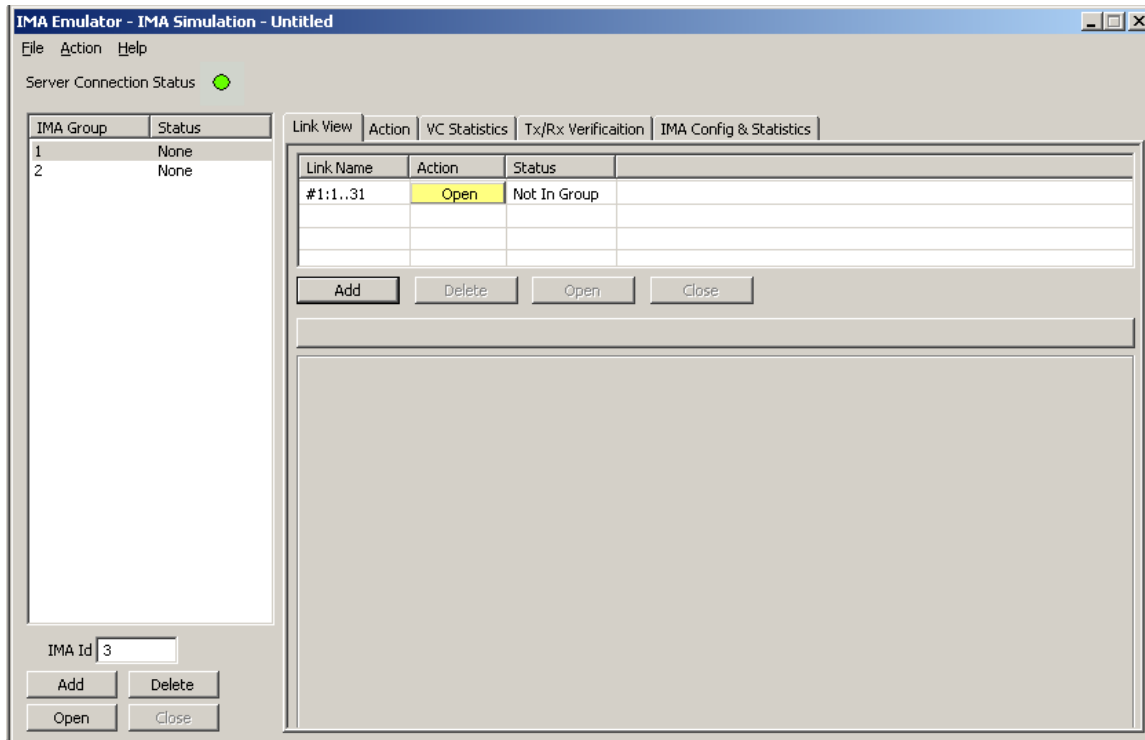 IMA Emulator - IMA Simulation - Untitled
File Action Help
Server Connection Status
IMA Group Status
1 None
2 None
Link View Action VC Statistics Tx/Rx Verificaition IMA Config & Statistics
Link Name Action Status
#1:1..31 Open Not In Group
Add Delete Open Close
IMA Id 3
Add Delete
Open Close